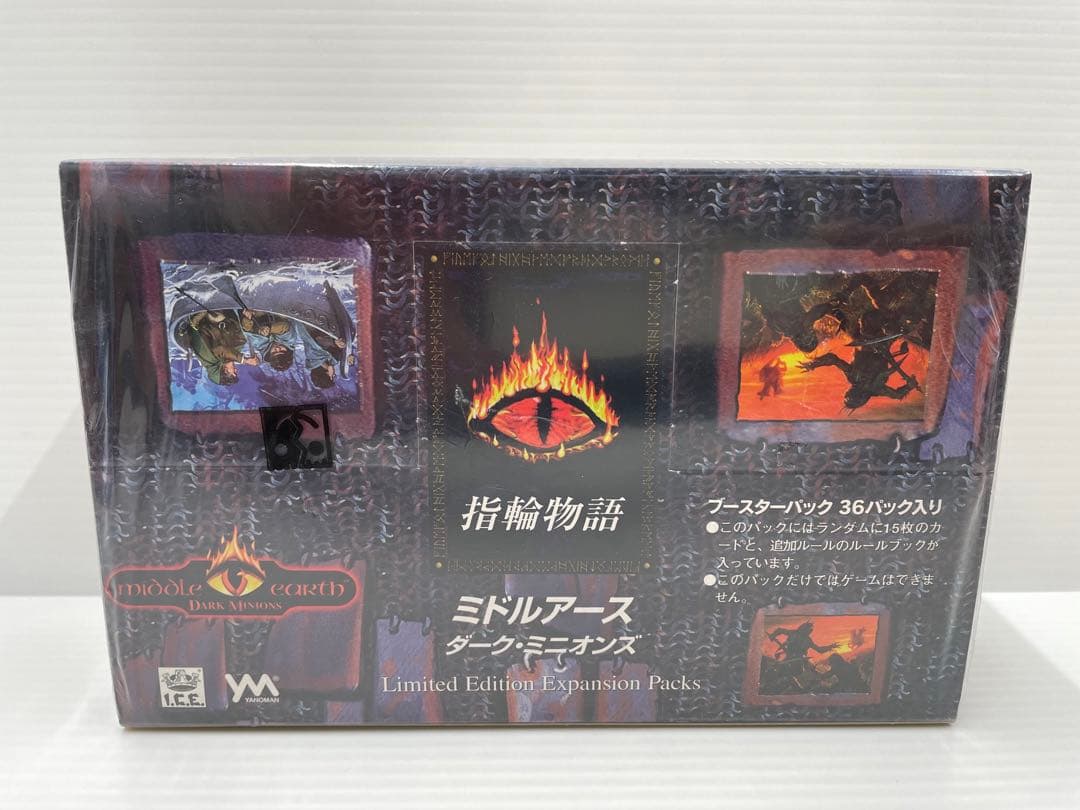 指輪物語
ブースターパック 36パック入り
●このパックにはランダムに15枚のカ
ードと、追加ルールのルールブックが
入っています。
●このパックだけではゲームはできま
せん。
middle earth™
DARK MINIONS
ミドルアース
ダーク・ミニオンズ
Limited Edition Expansion Packs
I.C.E.
YM
YANOMAN